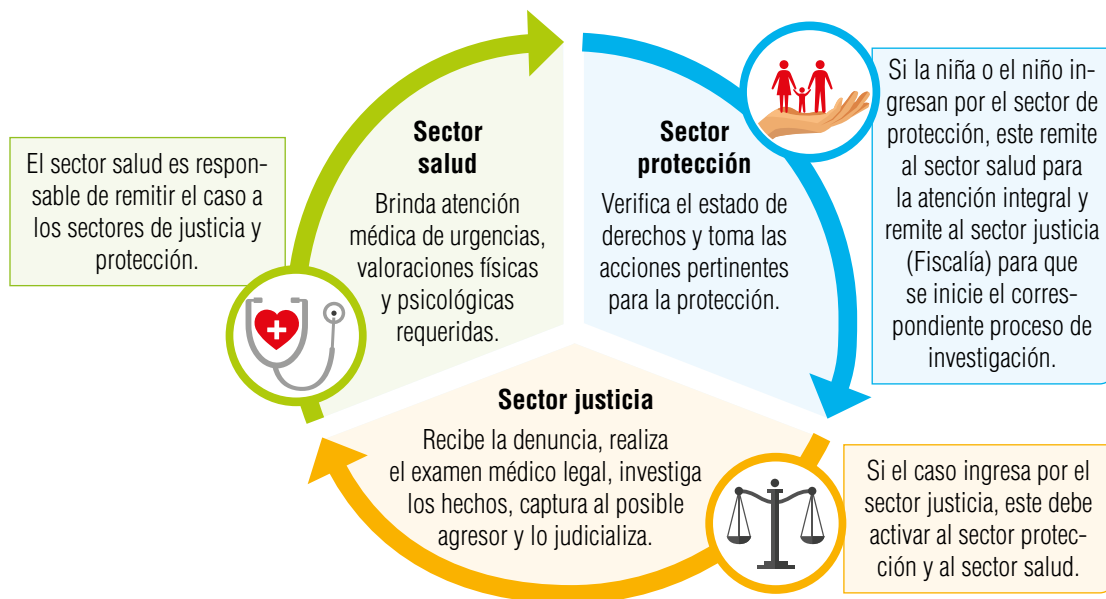 El sector salud es respon-
sable de remitir el caso a
los sectores de justicia y
protección.
Sector
salud
Brinda atención
médica de urgencias,
valoraciones físicas
y psicológicas
requeridas.
Sector
protección
Verifica el estado de
derechos y toma las
acciones pertinentes
para la protección.
Si la niña o el niño in-
gresan por el sector de
protección, este remite
al sector salud para
la atención integral y
remite al sector justicia
(Fiscalía) para que
se inicie el corres-
pondiente proceso de
investigación.
Sector justicia
Recibe la denuncia, realiza
el examen médico legal, investiga
los hechos, captura al posible
agresor y lo judicializa.
Si el caso ingresa por el
sector justicia, este debe
activar al sector protec-
ción y al sector salud.